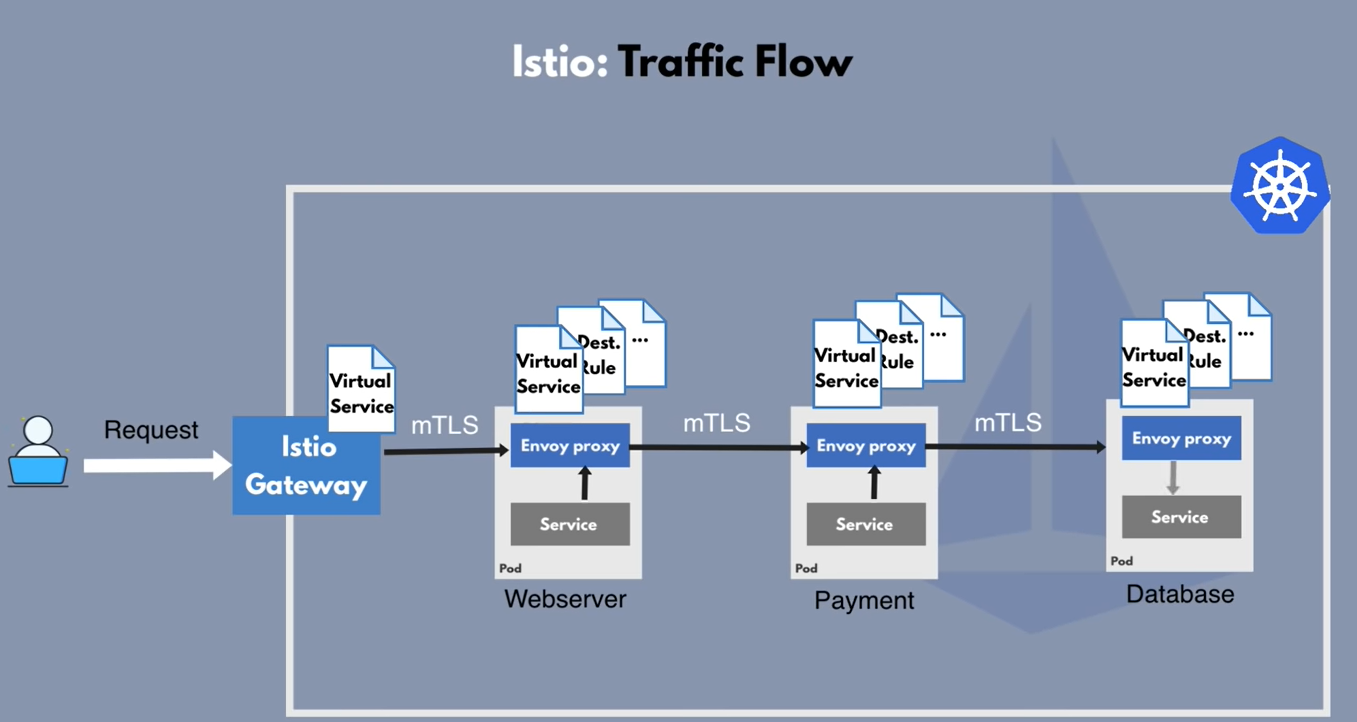 Istio: Traffic Flow
Request
Istio
Gateway
Virtual
Service
mTLS
Virtual
Service
Dest.
Rule
...
Envoy proxy
Service
Pod
Webserver
mTLS
Virtual
Service
Dest.
Rule
...
Envoy proxy
Service
Pod
Payment
mTLS
Virtual
Service
Dest.
Rule
...
Envoy proxy
Service
Pod
Database